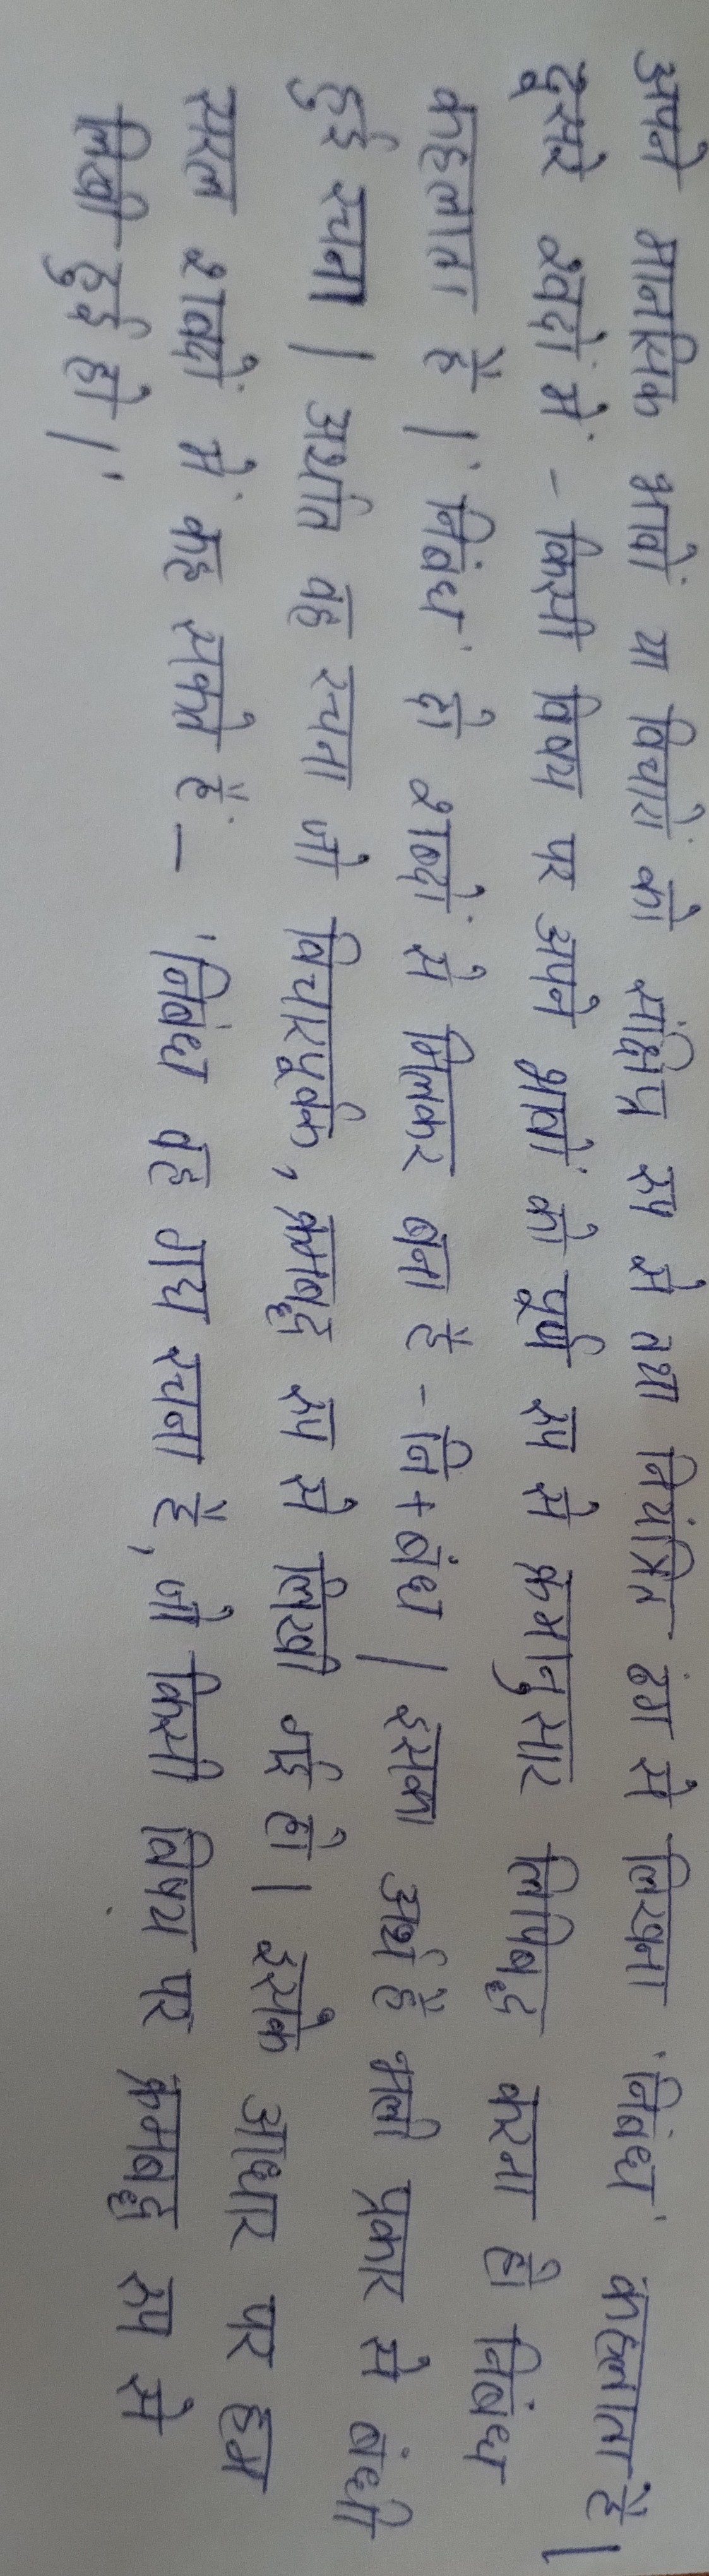 अपने मानसिक भावों या विचारों को संक्षिप्त रुप से तथा नियंत्रित ढंग से लिखना 'निबंध' कहलाता है।
दूसरे श्वदों में - किसी विषय पर अपने भावों को पूर्ण रुप से क्रमानुसार लिपिबद्ध करना ही निबंध
कहलाता है। 'निबंध' दो शब्दों से मिलकर बना है - नि + बंध। इसका अर्थ है भली प्रकार से बंधी
हुई रचना। अर्थात वह रचना जो विचारपूर्वक, क्रमबद्ध रुप से लिखी गई हो। इसके आधार पर हम
सरल शवदों में कह सकते हैं - 'निबंध वह गद्य रचना है, जो किसी विषय पर क्रमबद्ध रुप से
लिखी हुई हो।'